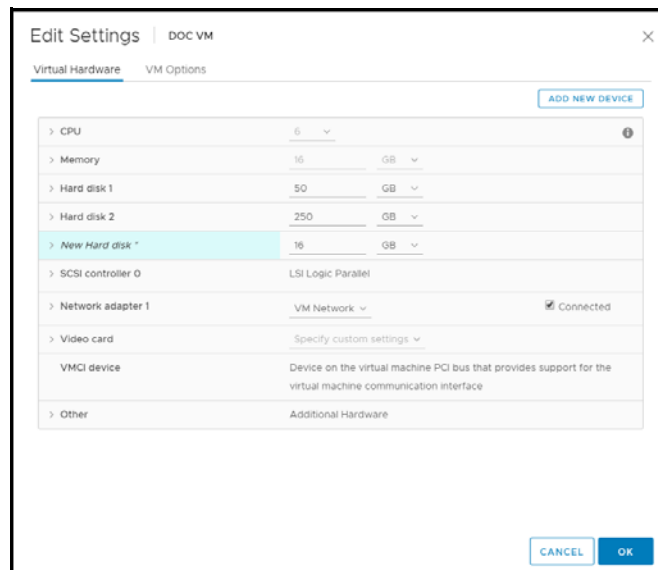 Edit Settings | DOC VM
Virtual Hardware VM Options
ADD NEW DEVICE
> CPU 6
> Memory 16 GB
> Hard disk 1 50 GB
> Hard disk 2 250 GB
> New Hard disk * 16 GB
> SCSI controller 0 LSI Logic Parallel
> Network adapter 1 VM Network Connected
> Video card Specify custom settings
VMCI device Device on the virtual machine PCI bus that provides support for the
virtual machine communication interface
> Other Additional Hardware
CANCEL OK